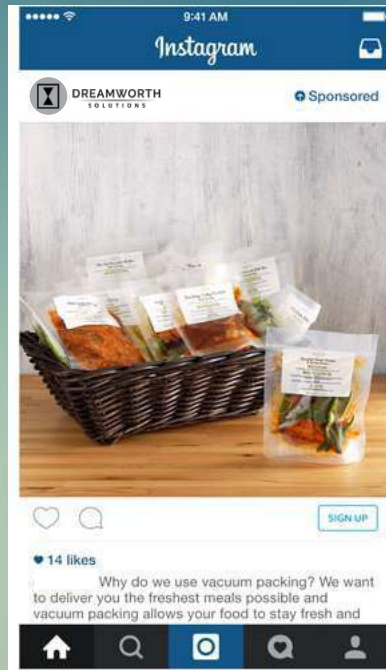 9:41 AM
Instagram
DREAMWORTH
SOLUTIONS
Sponsored
SIGN UP
14 likes
Why do we use vacuum packing? We want
to deliver you the freshest meals possible and
vacuum packing allows your food to stay fresh and